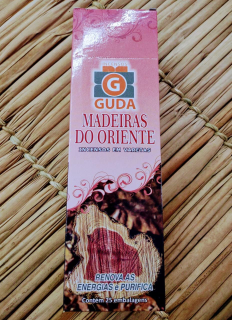 G
GUDA
MADEIRAS
DO ORIENTE
INCENSOS EM VARETAS
RENOVA AS
ENERGIAS e PURIFICA
Contém 25 embalagens